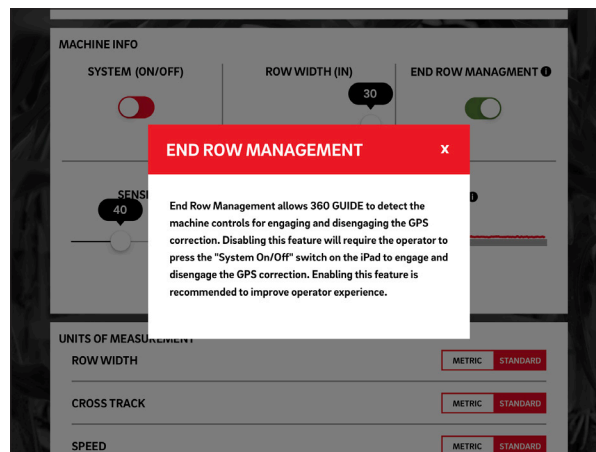 MACHINE INFO
SYSTEM (ON/OFF) ROW WIDTH (IN) END ROW MANAGMENT
30
END ROW MANAGEMENT X
40
End Row Management allows 360 GUIDE to detect the
machine controls for engaging and disengaging the GPS
correction. Disabling this feature will require the operator to
press the "System On/Off" switch on the iPad to engage and
disengage the GPS correction. Enabling this feature is
recommended to improve operator experience.
UNITS OF MEASUREMENT
ROW WIDTH METRIC STANDARD
CROSS TRACK METRIC STANDARD
SPEED METRIC STANDARD